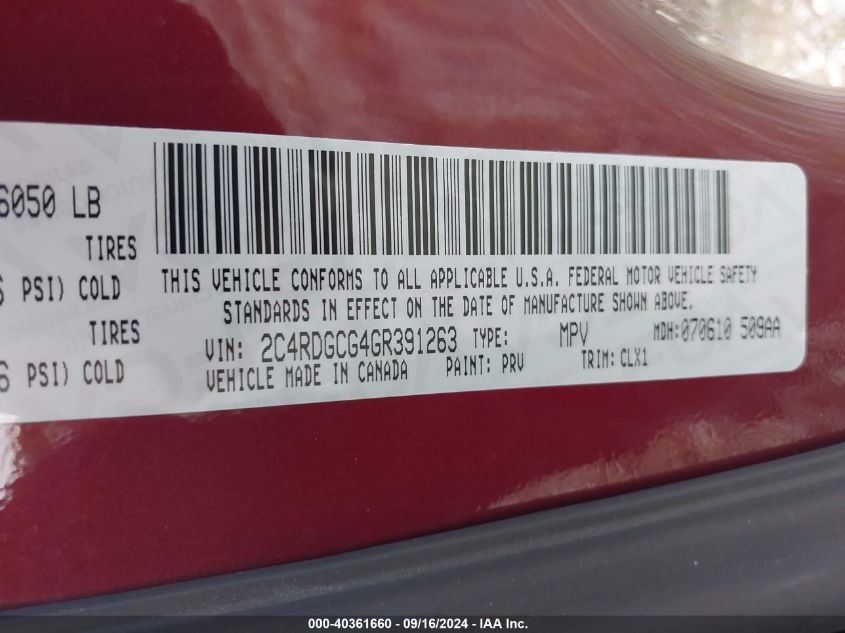 6050 LB
TIRES
PSI) COLD
TIRES
PSI) COLD
THIS VEHICLE CONFORMS TO ALL APPLICABLE U.S.A. FEDERAL MOTOR VEHICLE SAFETY
STANDARDS IN EFFECT ON THE DATE OF MANUFACTURE SHOWN ABOVE.
VIN: 2C4RDGCG4GR391263 TYPE: MPV MDH:070610 509AA
VEHICLE MADE IN CANADA PAINT: PRV TRIM: CLX1
000-40361660 - 09/16/2024 - IAA Inc.